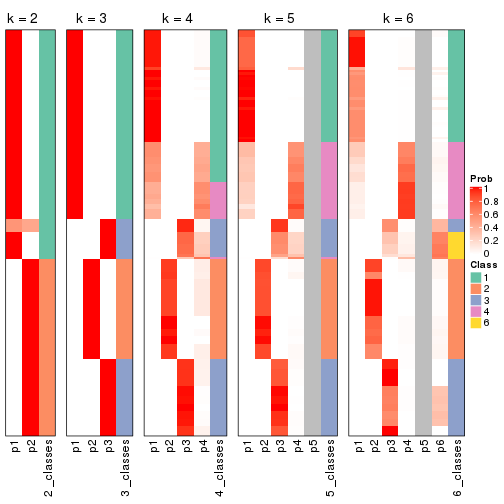 k = 2 k = 3 k = 4 k = 5 k = 6
Prob
1
0.8
0.6
0.4
0.2
0
Class
1
2
3
4
6
p1 p2 2_classes p1 p2 p3 3_classes p1 p2 p3 p4 4_classes p1 p2 p3 p4 p5 5_classes p1 p2 p3 p4 p5 p6 6_classes